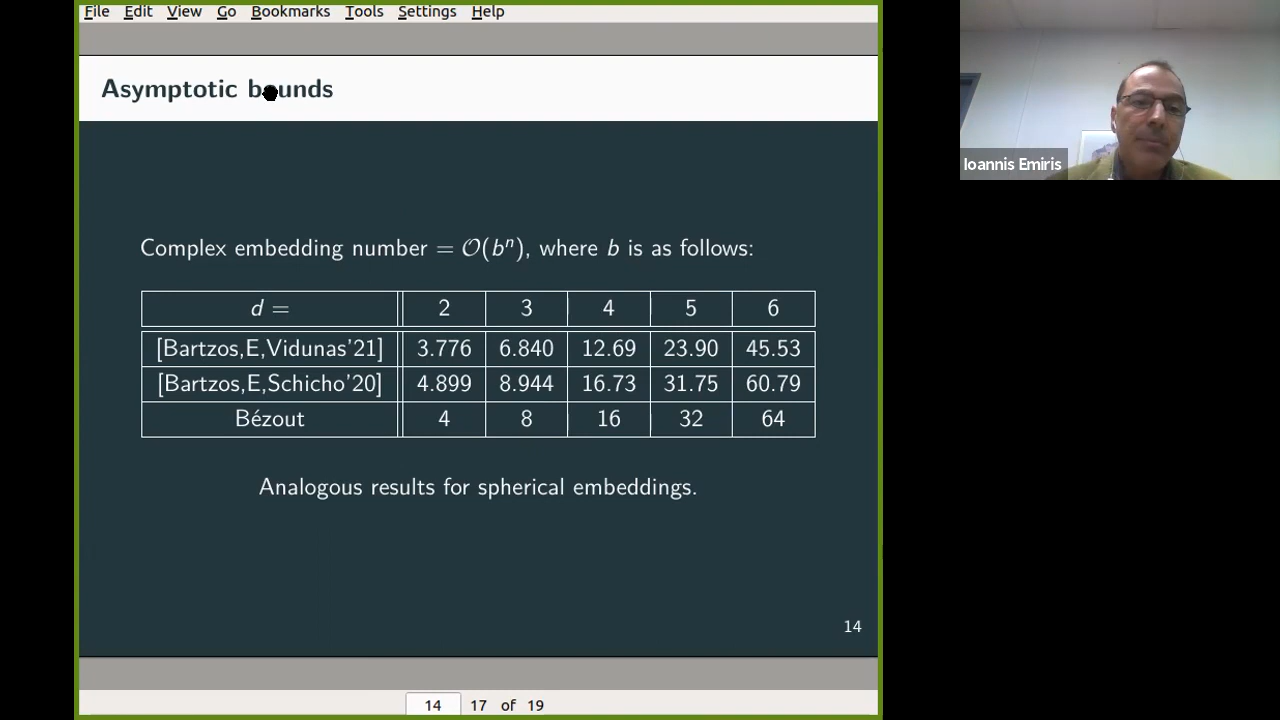 File Edit View Go Bookmarks Tools Settings Help
Asymptotic bounds
Complex embedding number = O(bⁿ), where b is as follows:
d = 2 3 4 5 6
[Bartzos,E,Vidunas'21] 3.776 6.840 12.69 23.90 45.53
[Bartzos,E,Schicho'20] 4.899 8.944 16.73 31.75 60.79
Bézout 4 8 16 32 64
Analogous results for spherical embeddings.
14
14 17 of 19
Ioannis Emiris